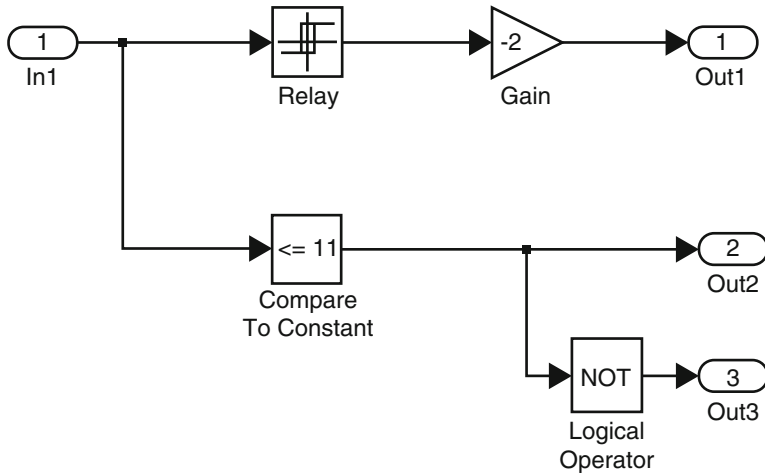 1
In1
Relay
-2
Gain
1
Out1
<= 11
Compare
To Constant
2
Out2
NOT
Logical
Operator
3
Out3